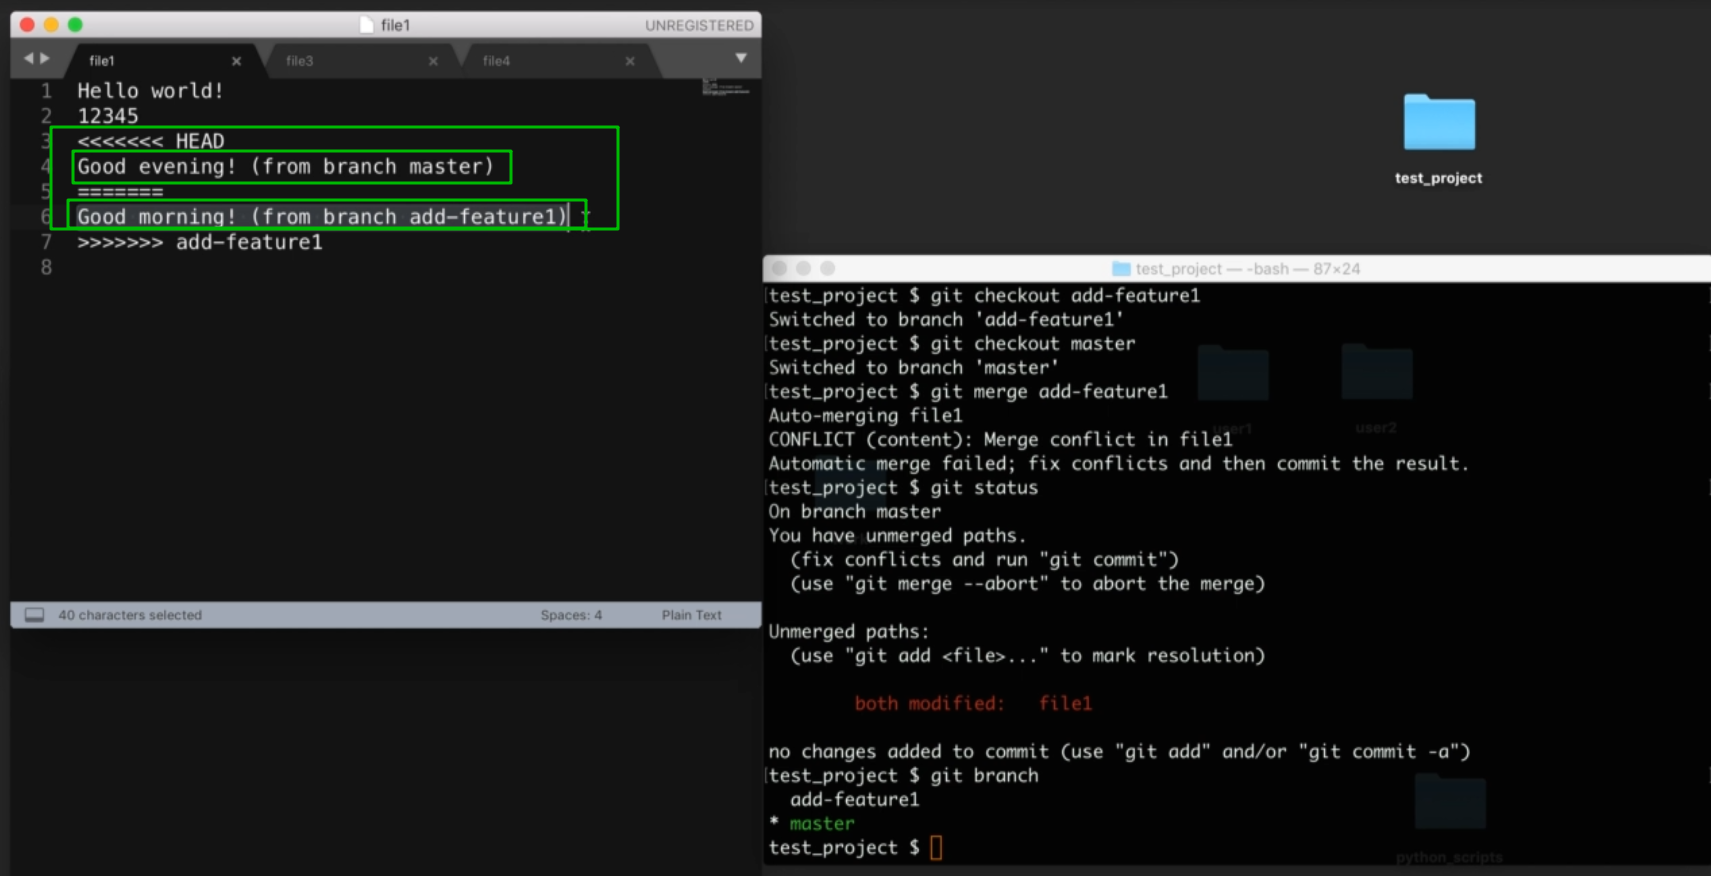 file1
UNREGISTERED
file1
file3
file4
1 Hello world!
2 12345
3 <<<<<<< HEAD
4 Good evening! (from branch master)
5 =======
6 Good morning! (from branch add-feature1)
7 >>>>>>> add-feature1
8
40 characters selected
Spaces: 4
Plain Text
test_project
test_project — -bash — 87×24
test_project $ git checkout add-feature1
Switched to branch 'add-feature1'
test_project $ git checkout master
Switched to branch 'master'
test_project $ git merge add-feature1
Auto-merging file1
CONFLICT (content): Merge conflict in file1
Automatic merge failed; fix conflicts and then commit the result.
test_project $ git status
On branch master
You have unmerged paths.
(fix conflicts and run "git commit")
(use "git merge --abort" to abort the merge)
Unmerged paths:
(use "git add <file>..." to mark resolution)
both modified: file1
no changes added to commit (use "git add" and/or "git commit -a")
test_project $ git branch
add-feature1
* master
test_project $
user1
user2
python_scripts